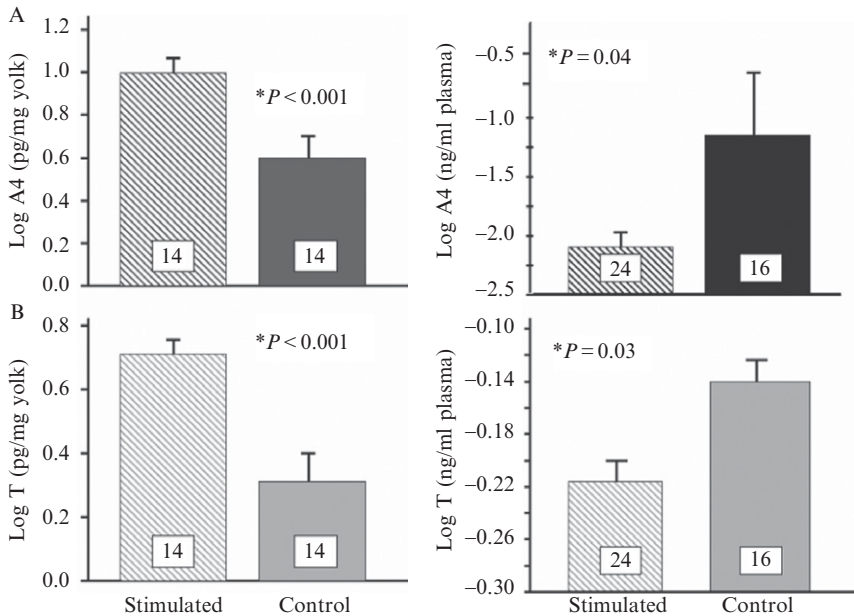 A
Log A4 (pg/mg yolk)
1.2
1.0
0.8
0.6
0.4
0.2
0.0
*P < 0.001
14
14
Log A4 (ng/ml plasma)
−0.5
−1.0
−1.5
−2.0
−2.5
*P = 0.04
24
16
B
Log T (pg/mg yolk)
0.8
0.6
0.4
0.2
0.0
*P < 0.001
14
14
Stimulated
Control
Log T (ng/ml plasma)
−0.10
−0.14
−0.18
−0.22
−0.26
−0.30
*P = 0.03
24
16
Stimulated
Control